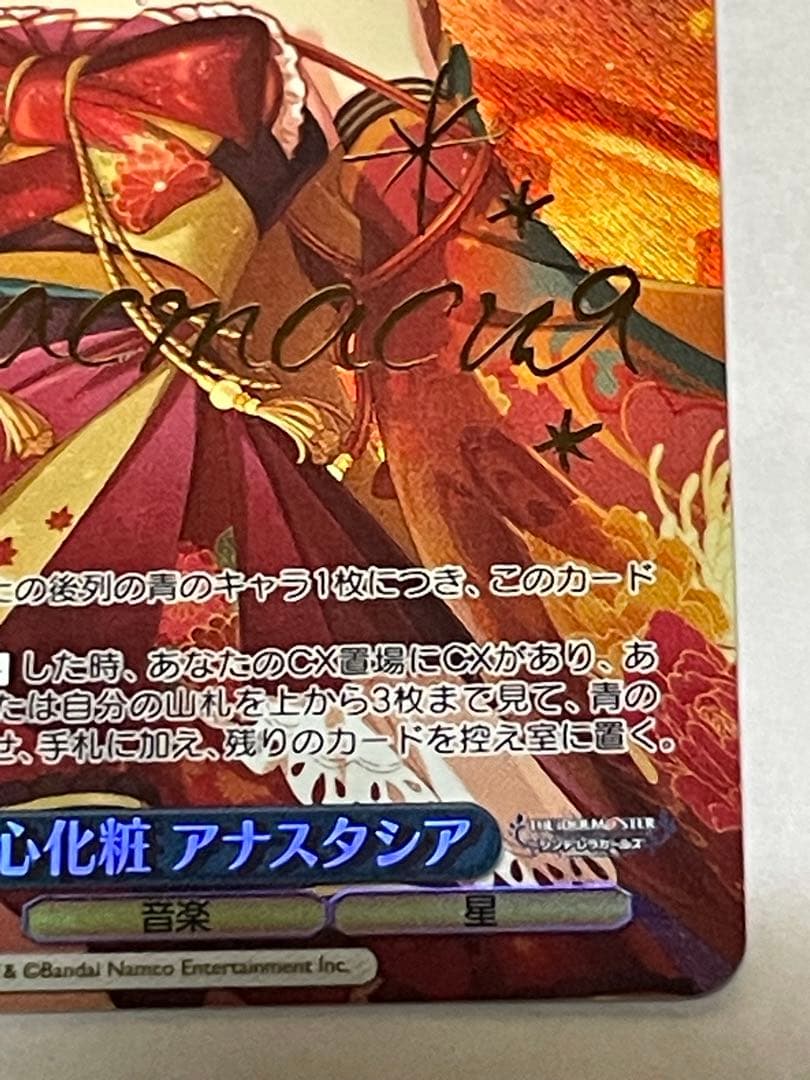 астасия
たの後列の青のキャラ1枚につき、このカード
した時、あなたのCX置場にCXがあり、あ
たは自分の山札を上から3枚まで見て、青の
せ、手札に加え、残りのカードを控え室に置く。
心化粧 アナスタシア
THE IDOLM@STER
シンデレラガールズ
音楽 星
& ©Bandai Namco Entertainment Inc.